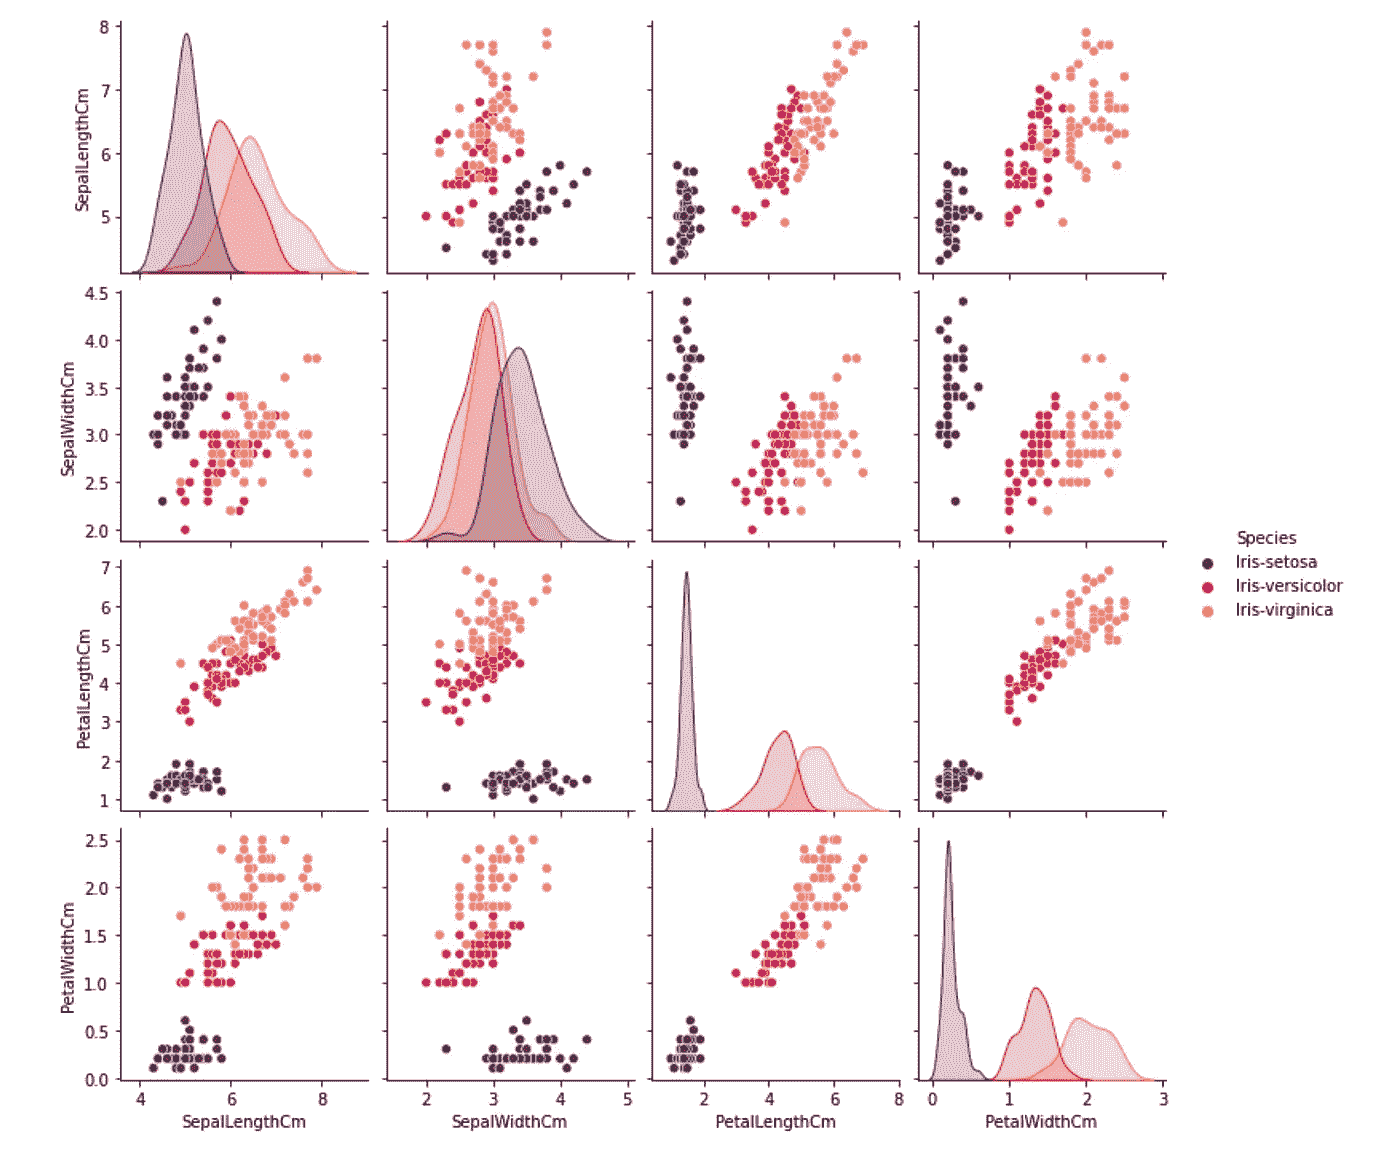 8
7
6
5
SepalLengthCm
4.5
4.0
3.5
3.0
2.5
2.0
SepalWidthCm
7
6
5
4
3
2
1
PetalLengthCm
2.5
2.0
1.5
1.0
0.5
0.0
PetalWidthCm
4 6 8
SepalLengthCm
2 3 4 5
SepalWidthCm
2 4 6 8
PetalLengthCm
0 1 2 3
PetalWidthCm
Species
Iris-setosa
Iris-versicolor
Iris-virginica